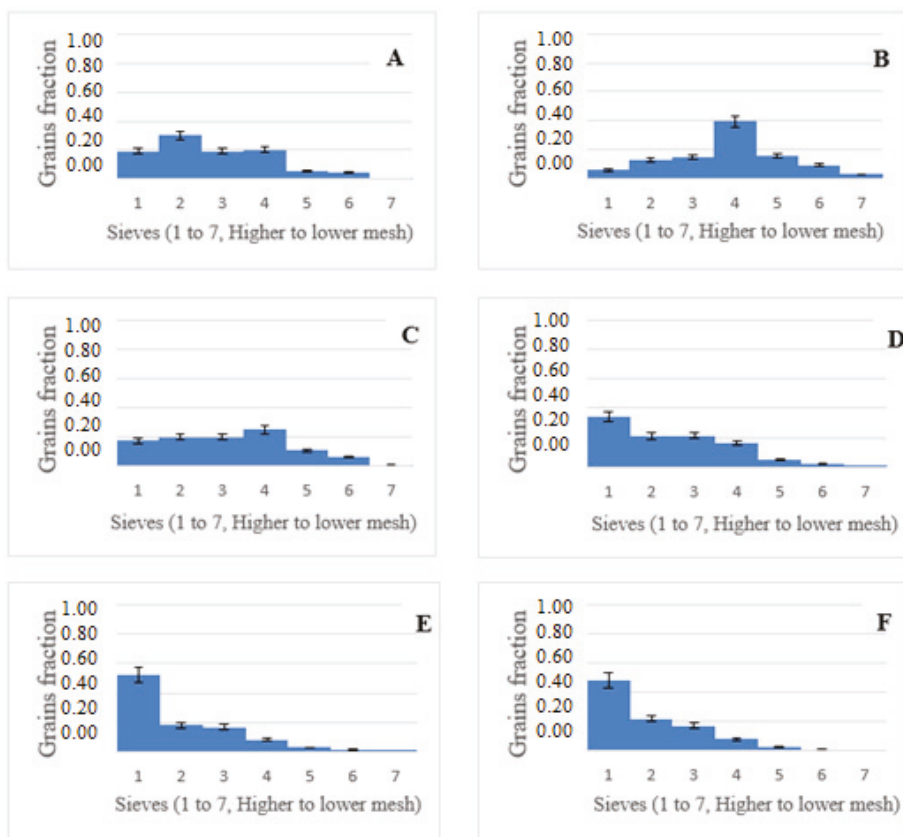 A
Grains fraction
1.00
0.80
0.60
0.40
0.20
0.00
1 2 3 4 5 6 7
Sieves (1 to 7, Higher to lower mesh)
B
Grains fraction
1.00
0.80
0.60
0.40
0.20
0.00
1 2 3 4 5 6 7
Sieves (1 to 7, Higher to lower mesh)
C
Grains fraction
1.00
0.80
0.60
0.40
0.20
0.00
1 2 3 4 5 6 7
Sieves (1 to 7, Higher to lower mesh)
D
Grains fraction
1.00
0.80
0.60
0.40
0.20
0.00
1 2 3 4 5 6 7
Sieves (1 to 7, Higher to lower mesh)
E
Grains fraction
1.00
0.80
0.60
0.40
0.20
0.00
1 2 3 4 5 6 7
Sieves (1 to 7, Higher to lower mesh)
F
Grains fraction
1.00
0.80
0.60
0.40
0.20
0.00
1 2 3 4 5 6 7
Sieves (1 to 7, Higher to lower mesh)